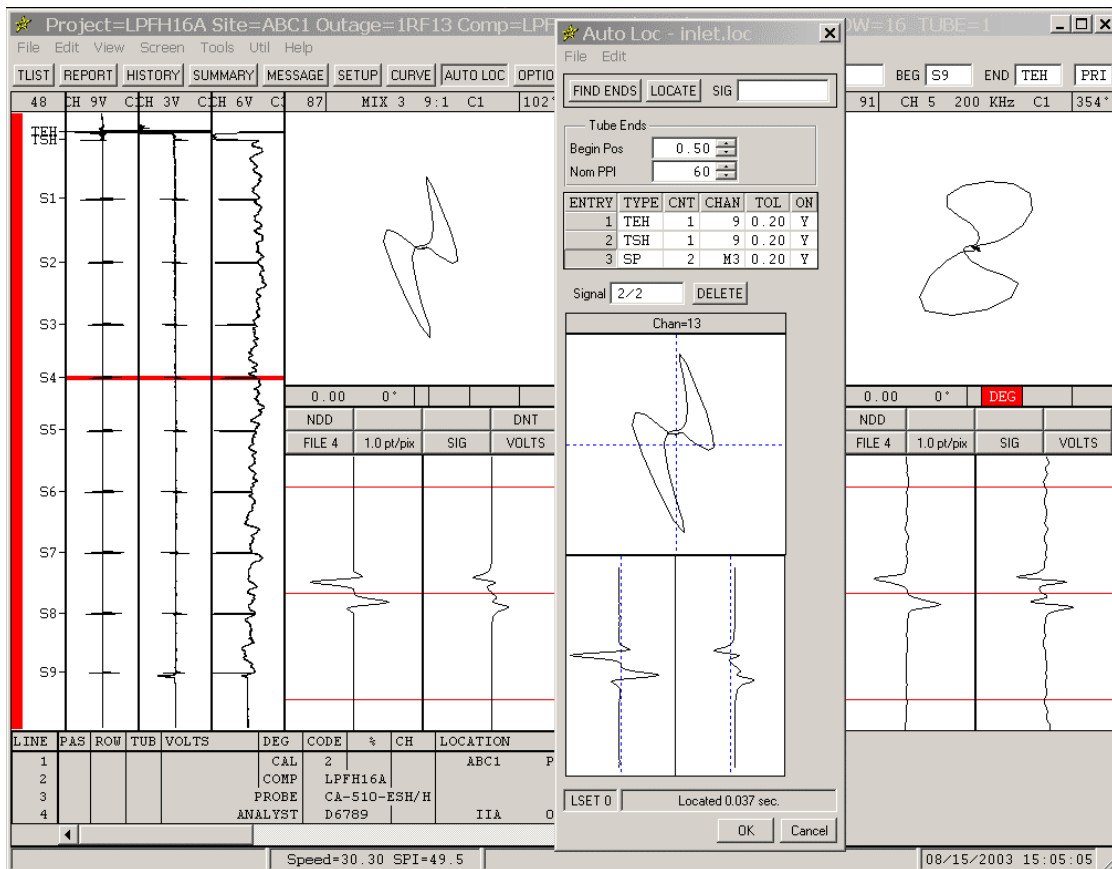 Project=LPFH16A Site=ABC1 Outage=1RF13 Comp=LPF
OW=16 TUBE=1
File Edit View Screen Tools Util Help
TLIST REPORT HISTORY SUMMARY MESSAGE SETUP CURVE AUTO LOC OPTIO
BEG S9 END TEH PRI
48 CH 9V CH 3V CH 6V
87 MIX 3 9:1 C1 102°
91 CH 5 200 KHz C1 354°
TEH
TSH
S1
S2
S3
S4
S5
S6
S7
S8
S9
0.00 0°
NDD DNT
FILE 4 1.0 pt/pix SIG VOLTS
Auto Loc - inlet.loc
File Edit
FIND ENDS LOCATE SIG
Tube Ends
Begin Pos 0.50
Nom PPI 60
ENTRY TYPE CNT CHAN TOL ON
1 TEH 1 9 0.20 Y
2 TSH 1 9 0.20 Y
3 SP 2 M3 0.20 Y
Signal 2/2 DELETE
Chan=13
LSET 0 Located 0.037 sec.
OK Cancel
0.00 0° DEG
NDD
FILE 4 1.0 pt/pix SIG VOLTS
LINE PAS ROW TUB VOLTS DEG CODE % CH LOCATION
1 CAL 2 ABC1 P
2 COMP LPFH16A
3 PROBE CA-510-ESH/H
4 ANALYST D6789 IIA O
Speed=30.30 SPI=49.5
08/15/2003 15:05:05